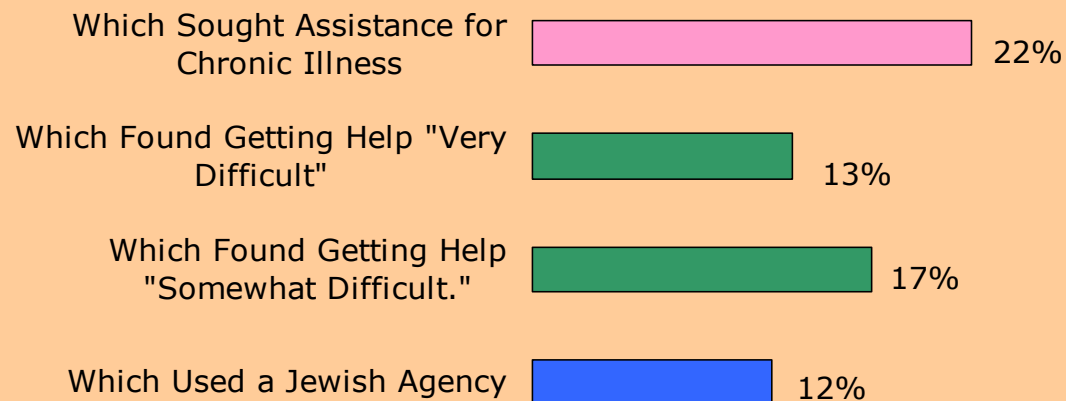 Which Sought Assistance for
Chronic Illness
22%
Which Found Getting Help "Very
Difficult"
13%
Which Found Getting Help
"Somewhat Difficult."
17%
Which Used a Jewish Agency
12%